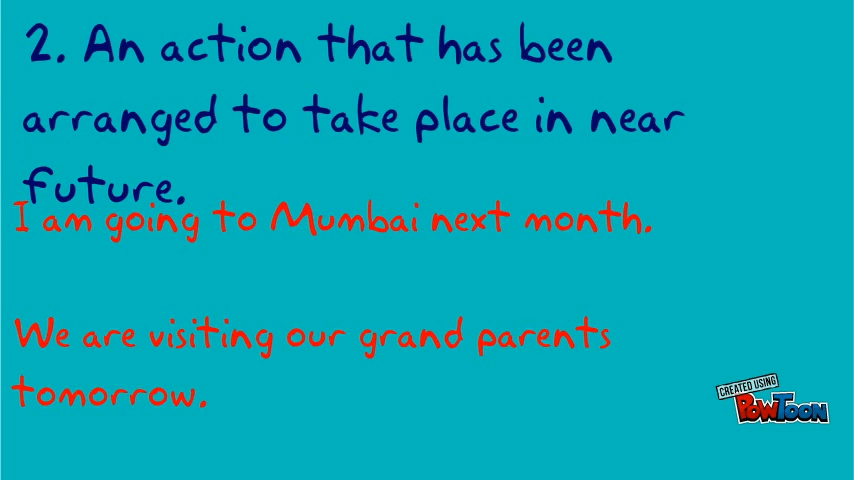 2. An action that has been
arranged to take place in near
future.
I am going to Mumbai next month.
We are visiting our grand parents
tomorrow.
CREATED USING
POWTOON